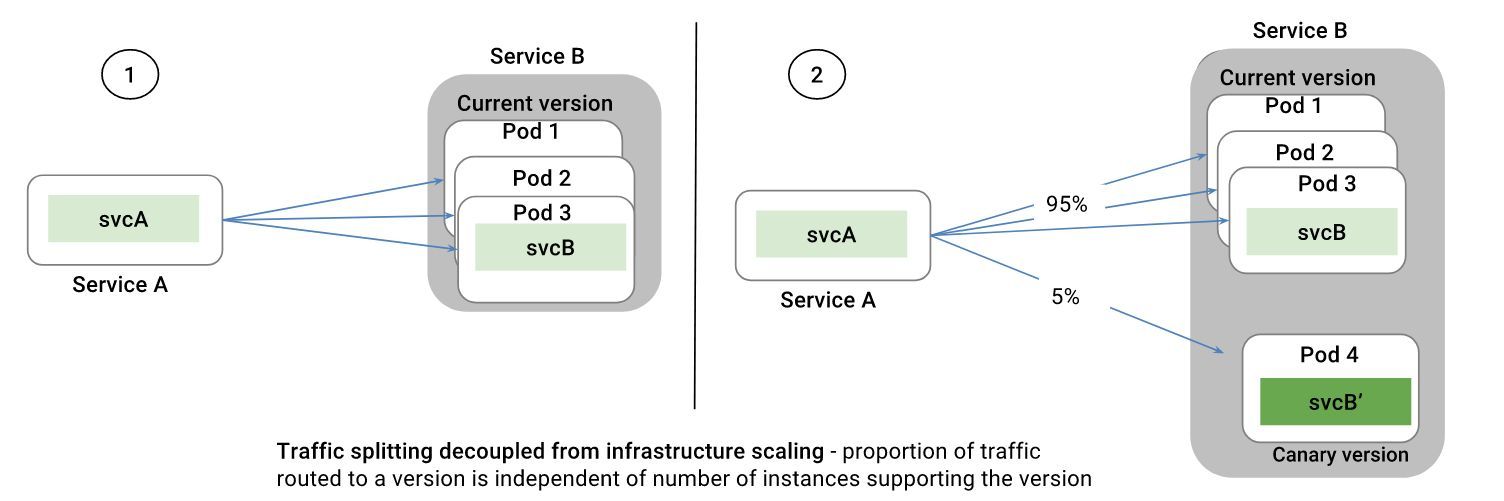 1
Service B
Current version
Pod 1
Pod 2
Pod 3
svcB
svcA
Service A
2
Service B
Current version
Pod 1
Pod 2
Pod 3
svcB
95%
svcA
5%
Service A
Pod 4
svcB’
Canary version
Traffic splitting decoupled from infrastructure scaling - proportion of traffic
routed to a version is independent of number of instances supporting the version